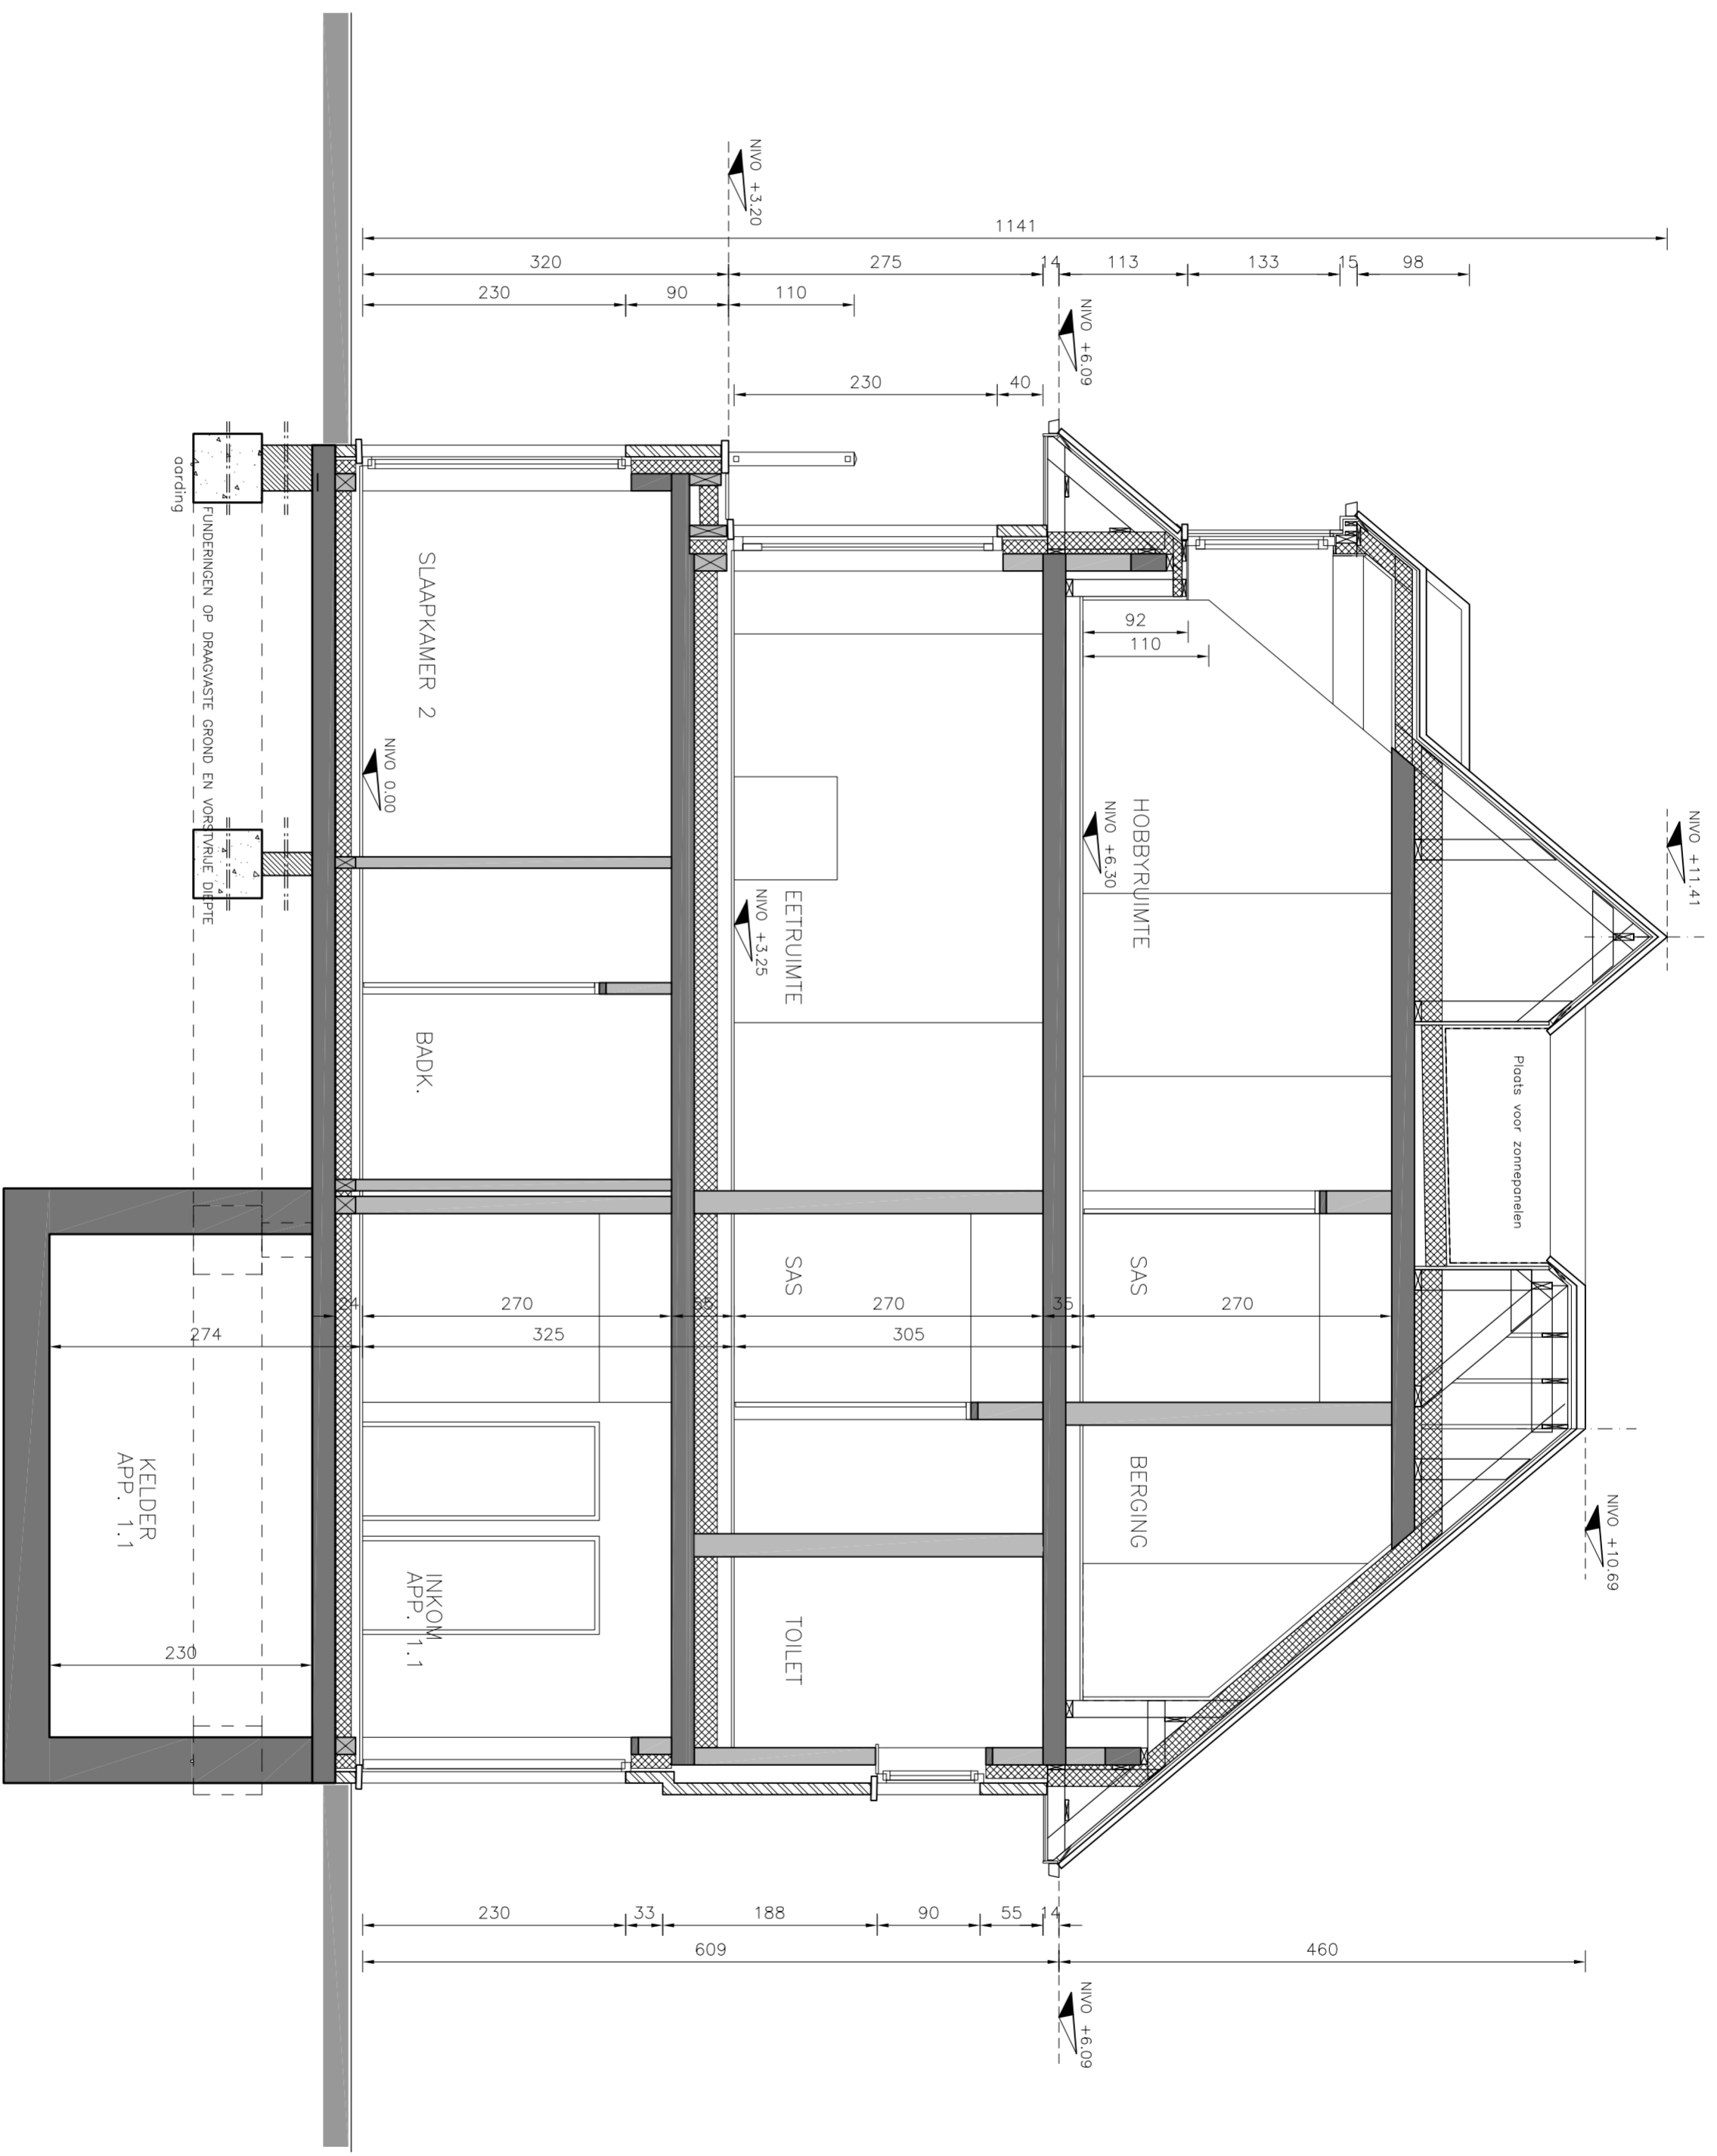 NIVO +11.41
NIVO +10.69
Plaats voor zonnepanelen
HOBBYRUIMTE
NIVO +6.30
SAS
BERGING
NIVO +6.09
NIVO +6.09
EETRUIMTE
NIVO +3.25
SAS
TOILET
NIVO +3.20
SLAAPKAMER 2
NIVO 0.00
BADK.
INKOM
APP. 1.1
KELDER
APP. 1.1
aarding
FUNDERINGEN OP DRAAGVASTE GROND EN VORSTVRIJE DIEPTE
1141
320
275
14
113
133
15
98
230
90
110
230
40
92
110
24
270
55
270
35
270
274
325
305
230
230
33
188
90
55
14
609
460